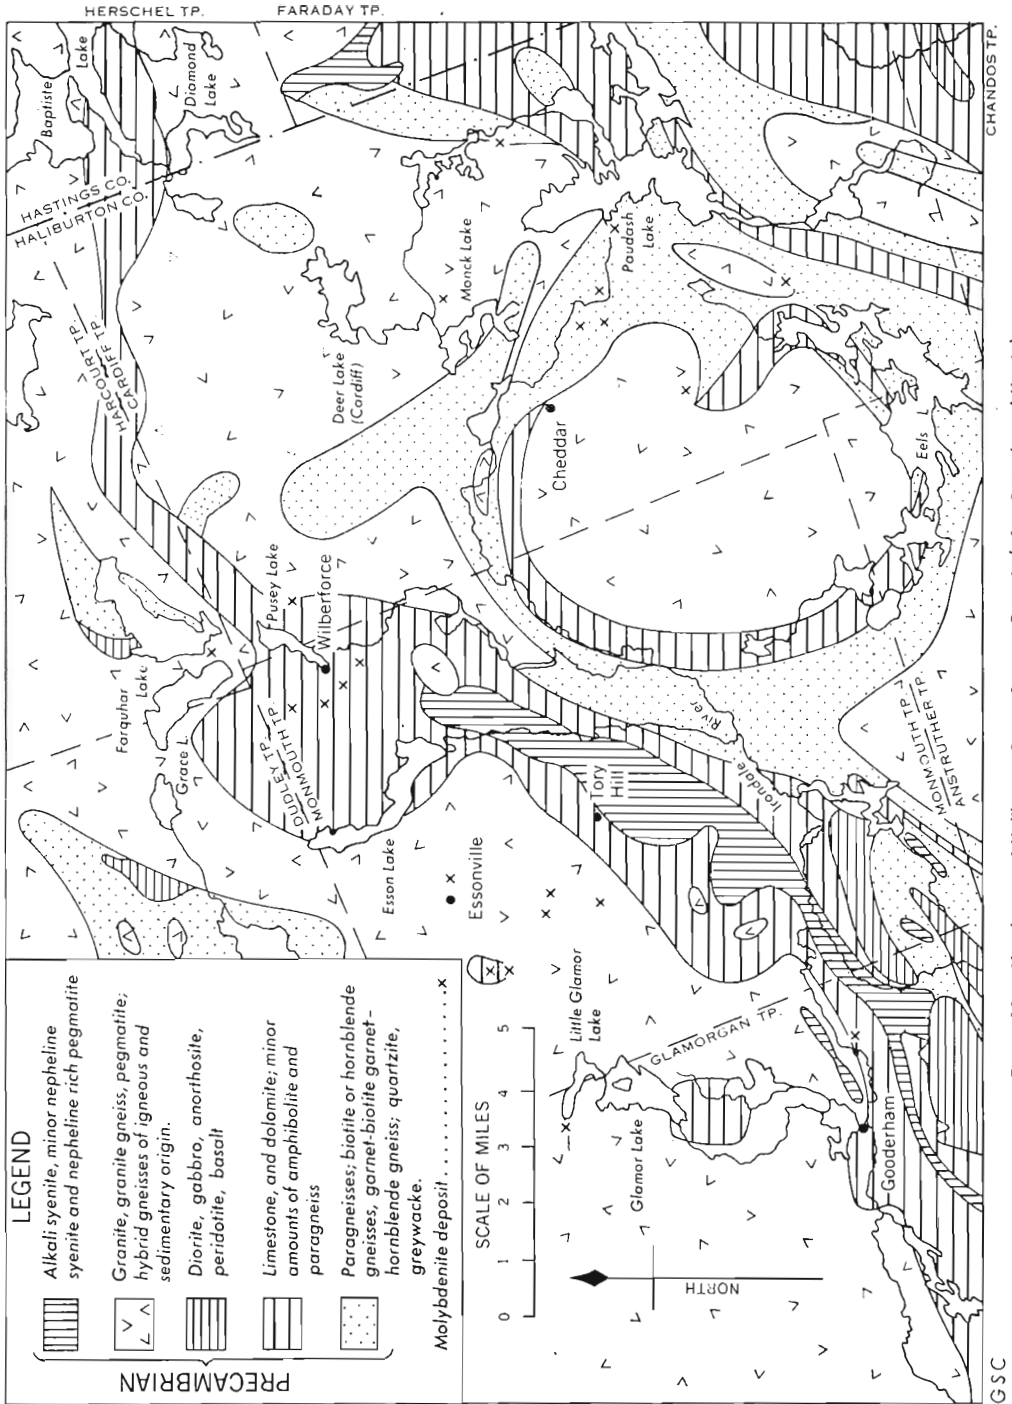 LEGEND
PRECAMBRIAN
Alkali syenite, minor nepheline
syenite and nepheline rich pegmatite
Granite, granite gneiss, pegmatite;
hybrid gneisses of igneous and
sedimentary origin.
Diorite, gabbro, anorthosite,
peridotite, basalt
Limestone, and dolomite; minor
amounts of amphibolite and
paragneiss
Paragneisses; biotite or hornblende
gneisses, garnet-biotite garnet–
hornblende gneiss; quartzite,
greywacke.
Molybdenite deposit..........x
SCALE OF MILES
0 1 2 3 4 5
NORTH
HERSCHEL TP.
FARADAY TP.
Baptiste
Lake
Diamond
Lake
HASTINGS CO.
HALIBURTON CO.
HARCOURT TP.
CARDIFF TP.
Deer Lake
(Cardiff)
Monck Lake
Paudash
Lake
CHANDOS TP.
Cheddar
Eels L.
Pusey Lake
Wilberforce
Farquhar
Lake
Grace L.
DUDLEY TP.
MONMOUTH TP.
Esson Lake
Essonville
Tory
Hill
River
Irondale
MONMOUTH TP.
ANSTRUTHER TP.
Little Glamor
Lake
GLAMORGAN TP.
Glamor Lake
Gooderham
GSC